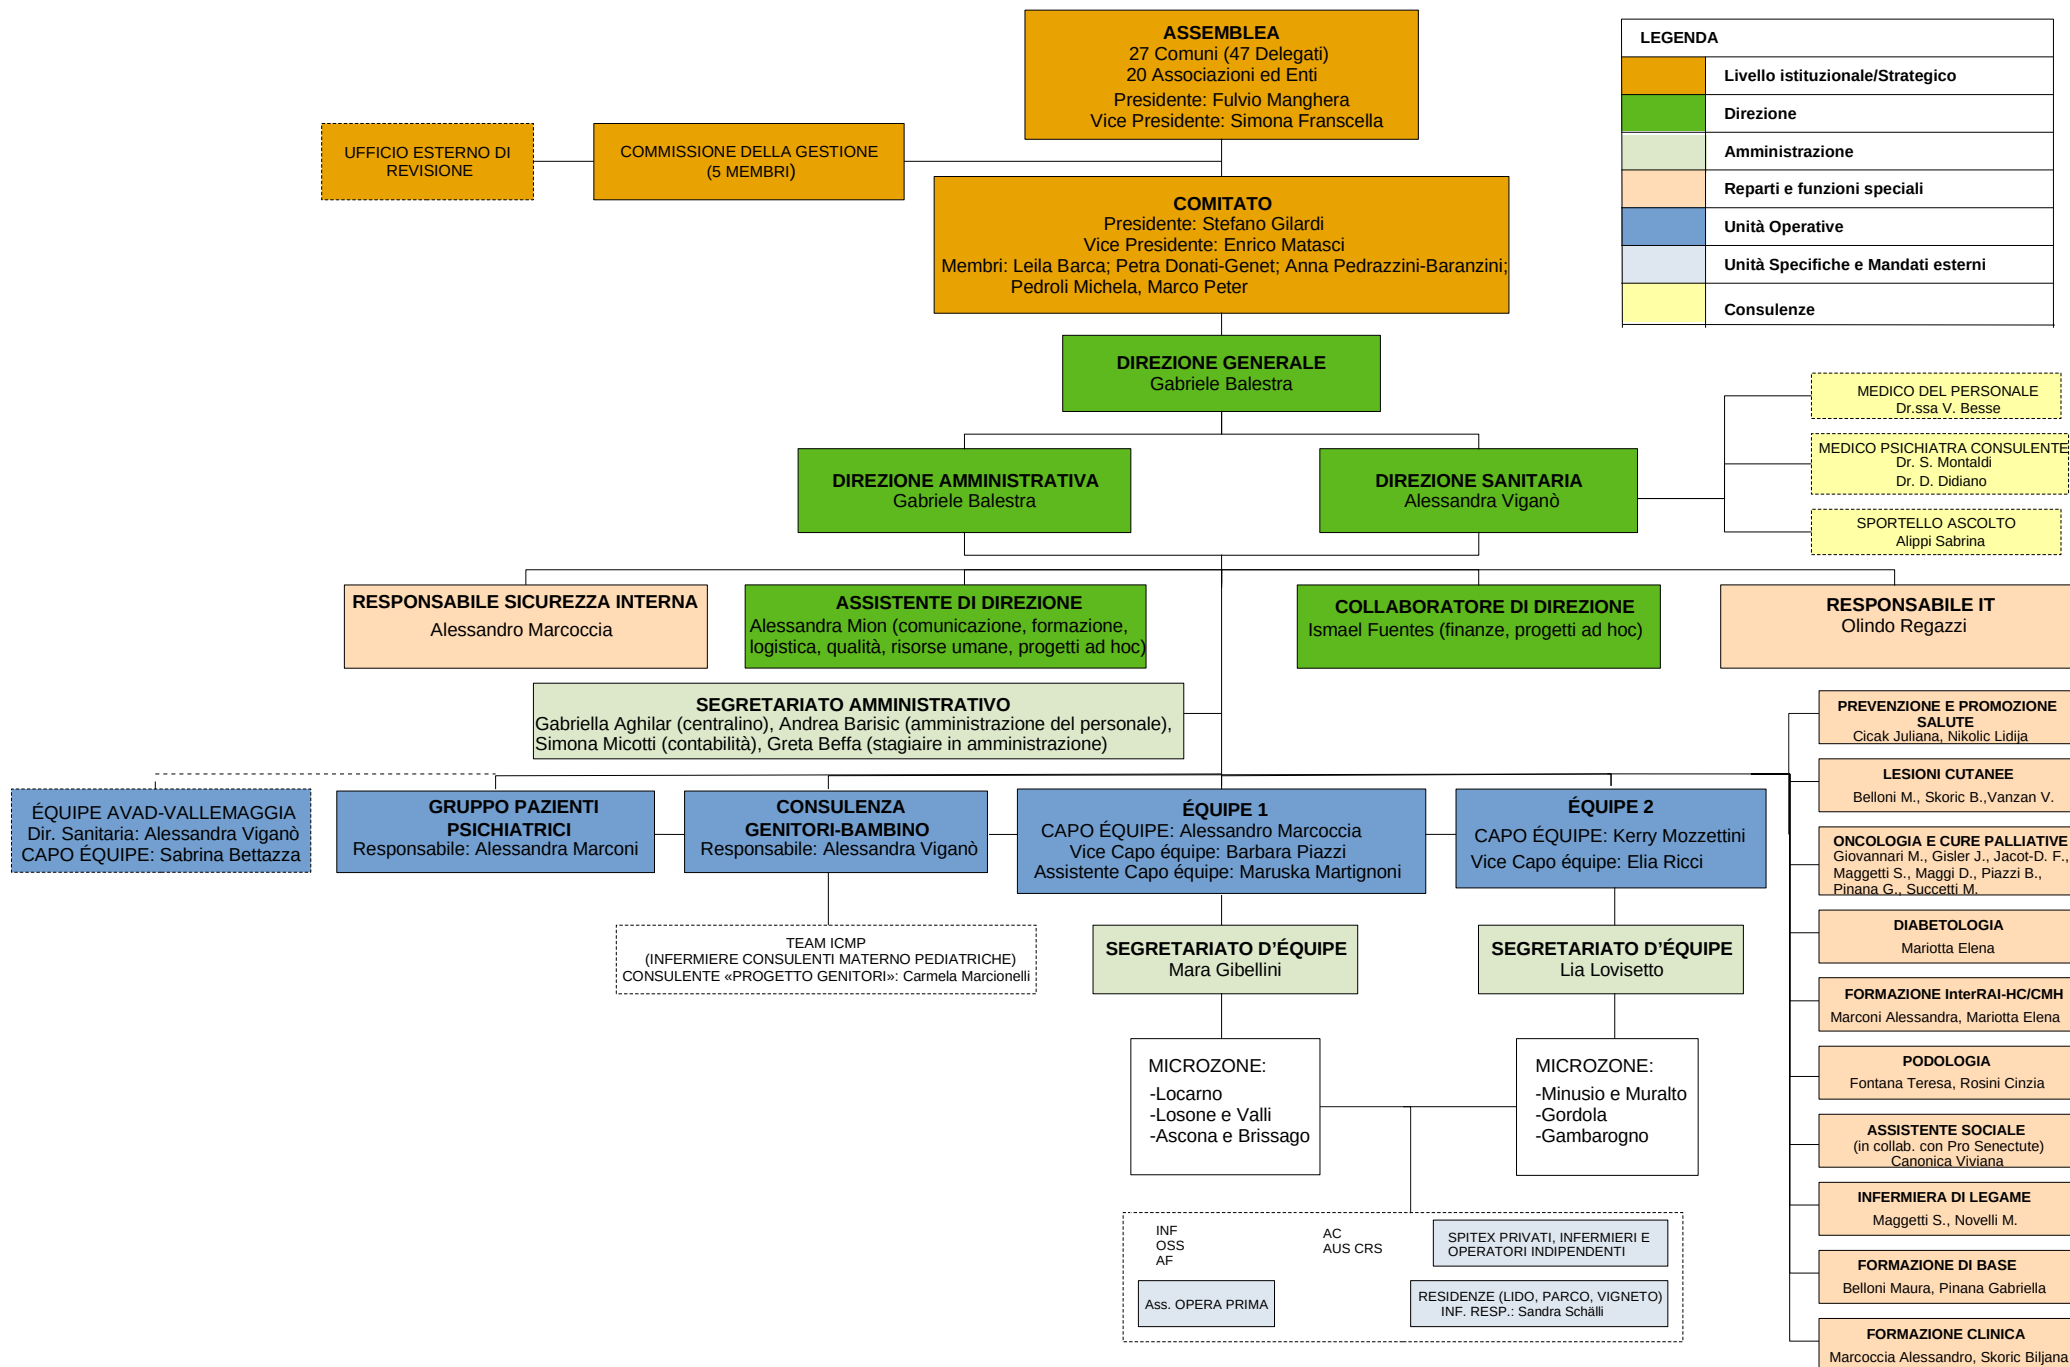 ASSEMBLEA
27 Comuni (47 Delegati)
20 Associazioni ed Enti
Presidente: Fulvio Manghera
Vice Presidente: Simona Franscella
LEGENDA
Livello istituzionale/Strategico
Direzione
Amministrazione
Reparti e funzioni speciali
Unità Operative
Unità Specifiche e Mandati esterni
Consulenze
UFFICIO ESTERNO DI
REVISIONE
COMMISSIONE DELLA GESTIONE
(5 MEMBRI)
COMITATO
Presidente: Stefano Gilardi
Vice Presidente: Enrico Matasci
Membri: Leila Barca; Petra Donati-Genet; Anna Pedrazzini-Baranzini;
Pedroli Michela, Marco Peter
DIREZIONE GENERALE
Gabriele Balestra
DIREZIONE AMMINISTRATIVA
Gabriele Balestra
DIREZIONE SANITARIA
Alessandra Viganò
MEDICO DEL PERSONALE
Dr.ssa V. Besse
MEDICO PSICHIATRA CONSULENTE
Dr. S. Montaldi
Dr. D. Didiano
SPORTELLO ASCOLTO
Alippi Sabrina
RESPONSABILE SICUREZZA INTERNA
Alessandro Marcoccia
ASSISTENTE DI DIREZIONE
Alessandra Mion (comunicazione, formazione,
logistica, qualità, risorse umane, progetti ad hoc)
COLLABORATORE DI DIREZIONE
Ismael Fuentes (finanze, progetti ad hoc)
RESPONSABILE IT
Olindo Regazzi
SEGRETARIATO AMMINISTRATIVO
Gabriella Aghilar (centralino), Andrea Barisic (amministrazione del personale),
Simona Micotti (contabilità), Greta Beffa (stagiaire in amministrazione)
ÉQUIPE AVAD-VALLEMAGGIA
Dir. Sanitaria: Alessandra Viganò
CAPO ÉQUIPE: Sabrina Bettazza
GRUPPO PAZIENTI
PSICHIATRICI
Responsabile: Alessandra Marconi
CONSULENZA
GENITORI-BAMBINO
Responsabile: Alessandra Viganò
ÉQUIPE 1
CAPO ÉQUIPE: Alessandro Marcoccia
Vice Capo équipe: Barbara Piazzi
Assistente Capo équipe: Maruska Martignoni
ÉQUIPE 2
CAPO ÉQUIPE: Kerry Mozzettini
Vice Capo équipe: Elia Ricci
TEAM ICMP
(INFERMIERE CONSULENTI MATERNO PEDIATRICHE)
CONSULENTE «PROGETTO GENITORI»: Carmela Marcionelli
SEGRETARIATO D'ÉQUIPE
Mara Gibellini
SEGRETARIATO D'ÉQUIPE
Lia Lovisetto
MICROZONE:
-Locarno
-Losone e Valli
-Ascona e Brissago
MICROZONE:
-Minusio e Muralto
-Gordola
-Gambarogno
INF
OSS
AF
AC
AUS CRS
SPITEX PRIVATI, INFERMIERI E
OPERATORI INDIPENDENTI
Ass. OPERA PRIMA
RESIDENZE (LIDO, PARCO, VIGNETO)
INF. RESP.: Sandra Schälli
PREVENZIONE E PROMOZIONE
SALUTE
Cicak Juliana, Nikolic Lidija
LESIONI CUTANEE
Belloni M., Skoric B.,Vanzan V.
ONCOLOGIA E CURE PALLIATIVE
Giovannari M., Gisler J., Jacot-D. F.,
Maggetti S., Maggi D., Piazzi B.,
Pinana G., Succetti M.
DIABETOLOGIA
Mariotta Elena
FORMAZIONE InterRAI-HC/CMH
Marconi Alessandra, Mariotta Elena
PODOLOGIA
Fontana Teresa, Rosini Cinzia
ASSISTENTE SOCIALE
(in collab. con Pro Senectute)
Canonica Viviana
INFERMIERA DI LEGAME
Maggetti S., Novelli M.
FORMAZIONE DI BASE
Belloni Maura, Pinana Gabriella
FORMAZIONE CLINICA
Marcoccia Alessandro, Skoric Biljana